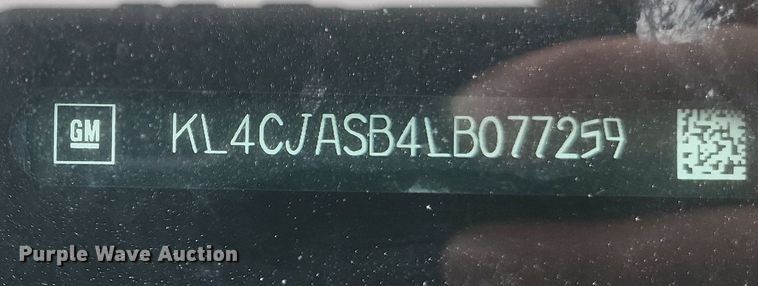 GM KL4CJASB4LB077259
Purple Wave Auction